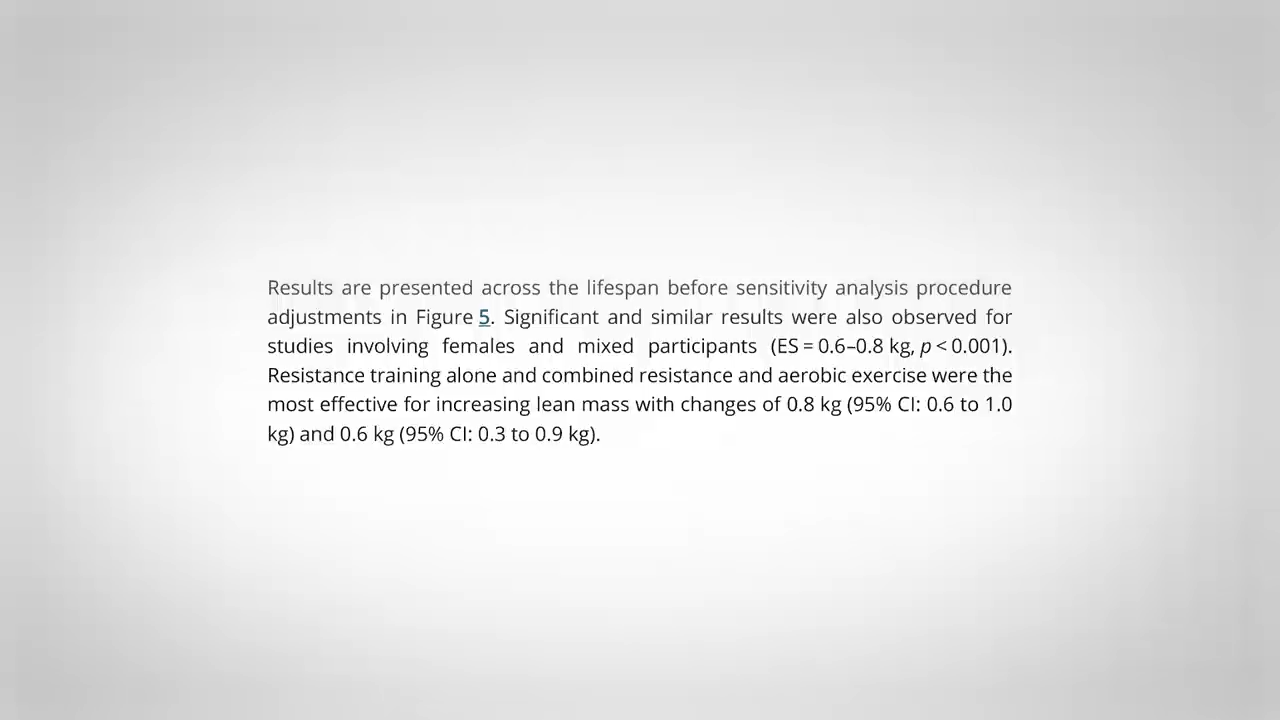 Results are presented across the lifespan before sensitivity analysis procedure
adjustments in Figure 5. Significant and similar results were also observed for
studies involving females and mixed participants (ES = 0.6–0.8 kg, p < 0.001).
Resistance training alone and combined resistance and aerobic exercise were the
most effective for increasing lean mass with changes of 0.8 kg (95% CI: 0.6 to 1.0
kg) and 0.6 kg (95% CI: 0.3 to 0.9 kg).